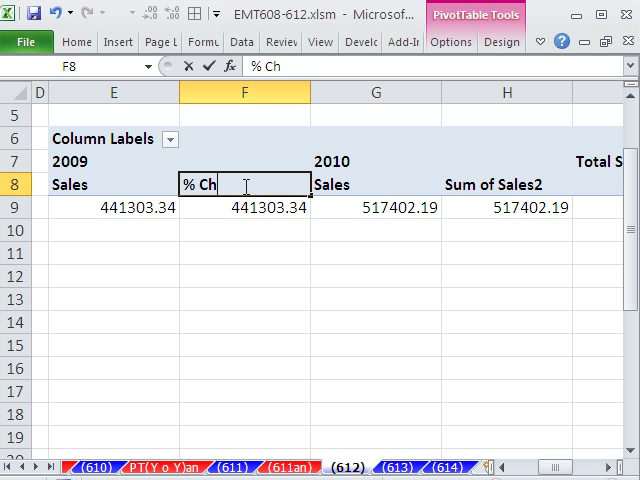 EMT608-612.xlsm - Microsof...
PivotTable Tools
File Home Insert Page L Formu Data Review View Develc Add-Ir Options Design
F8 fx % Ch
D E F G H
5
6 Column Labels
7 2009 2010 Total S
8 Sales % Ch Sales Sum of Sales2
9 441303.34 441303.34 517402.19 517402.19
10
11
12
13
14
15
16
17
18
19
(610) PT(Y o Y)an (611) (611an) (612) (613) (614)